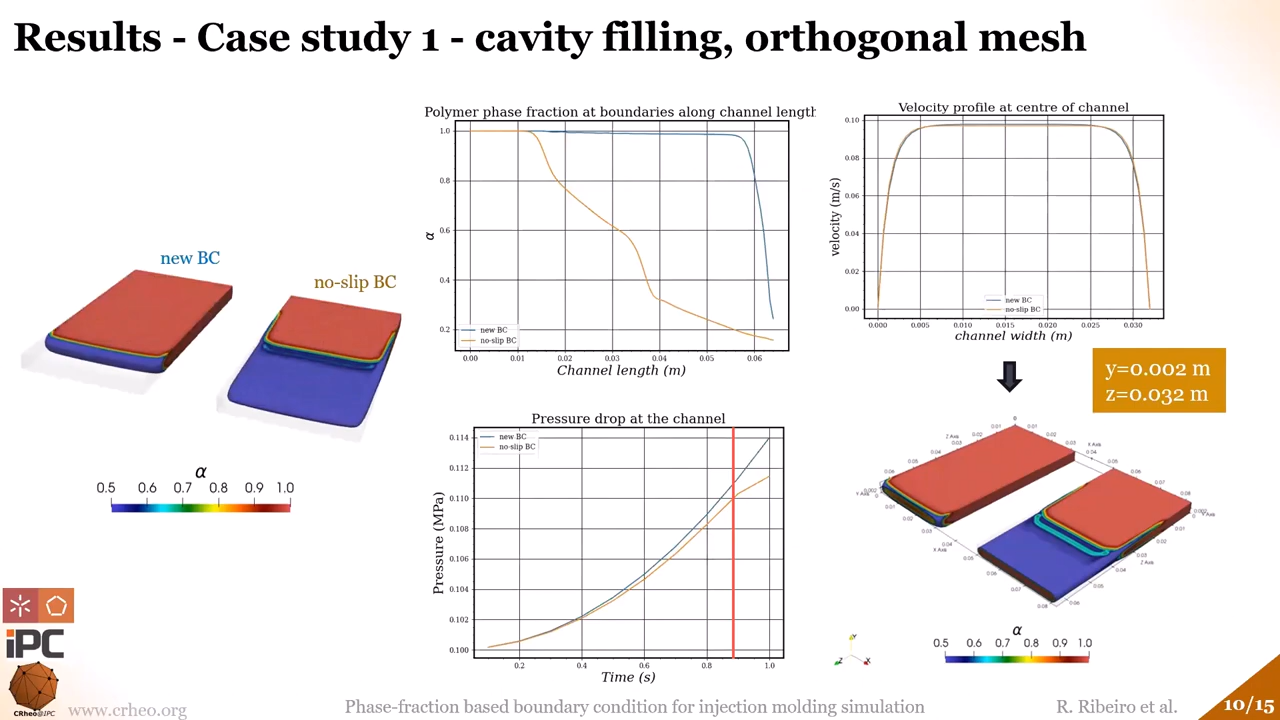 Results - Case study 1 - cavity filling, orthogonal mesh
new BC
no-slip BC
α
0.5 0.6 0.7 0.8 0.9 1.0
Polymer phase fraction at boundaries along channel length
1.0
0.8
0.6
0.4
0.2
α
new BC
no-slip BC
0.00 0.01 0.02 0.03 0.04 0.05 0.06
Channel length (m)
Velocity profile at centre of channel
0.10
0.08
0.06
0.04
0.02
0.00
velocity (m/s)
new BC
no-slip BC
0.000 0.005 0.010 0.015 0.020 0.025 0.030
channel width (m)
y=0.002 m
z=0.032 m
Pressure drop at the channel
new BC
no-slip BC
0.114
0.112
0.110
0.108
0.106
0.104
0.102
0.100
Pressure (MPa)
0.2 0.4 0.6 0.8 1.0
Time (s)
Z Axis
X Axis
Y Axis
X Axis
Y Axis
Z Axis
Y
Z
X
α
0.5 0.6 0.7 0.8 0.9 1.0
iPC
CRheo@IPC
www.crheo.org
Phase-fraction based boundary condition for injection molding simulation
R. Ribeiro et al.
10/15